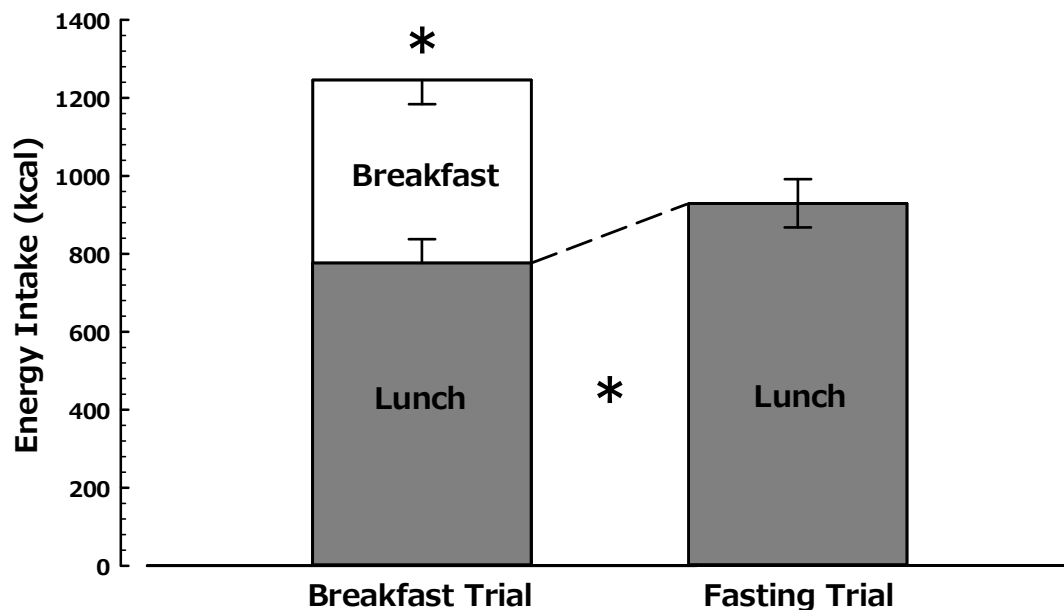 Energy Intake (kcal)
1400
1200
1000
800
600
400
200
0
*
Breakfast
Lunch
*
Lunch
Breakfast Trial
Fasting Trial